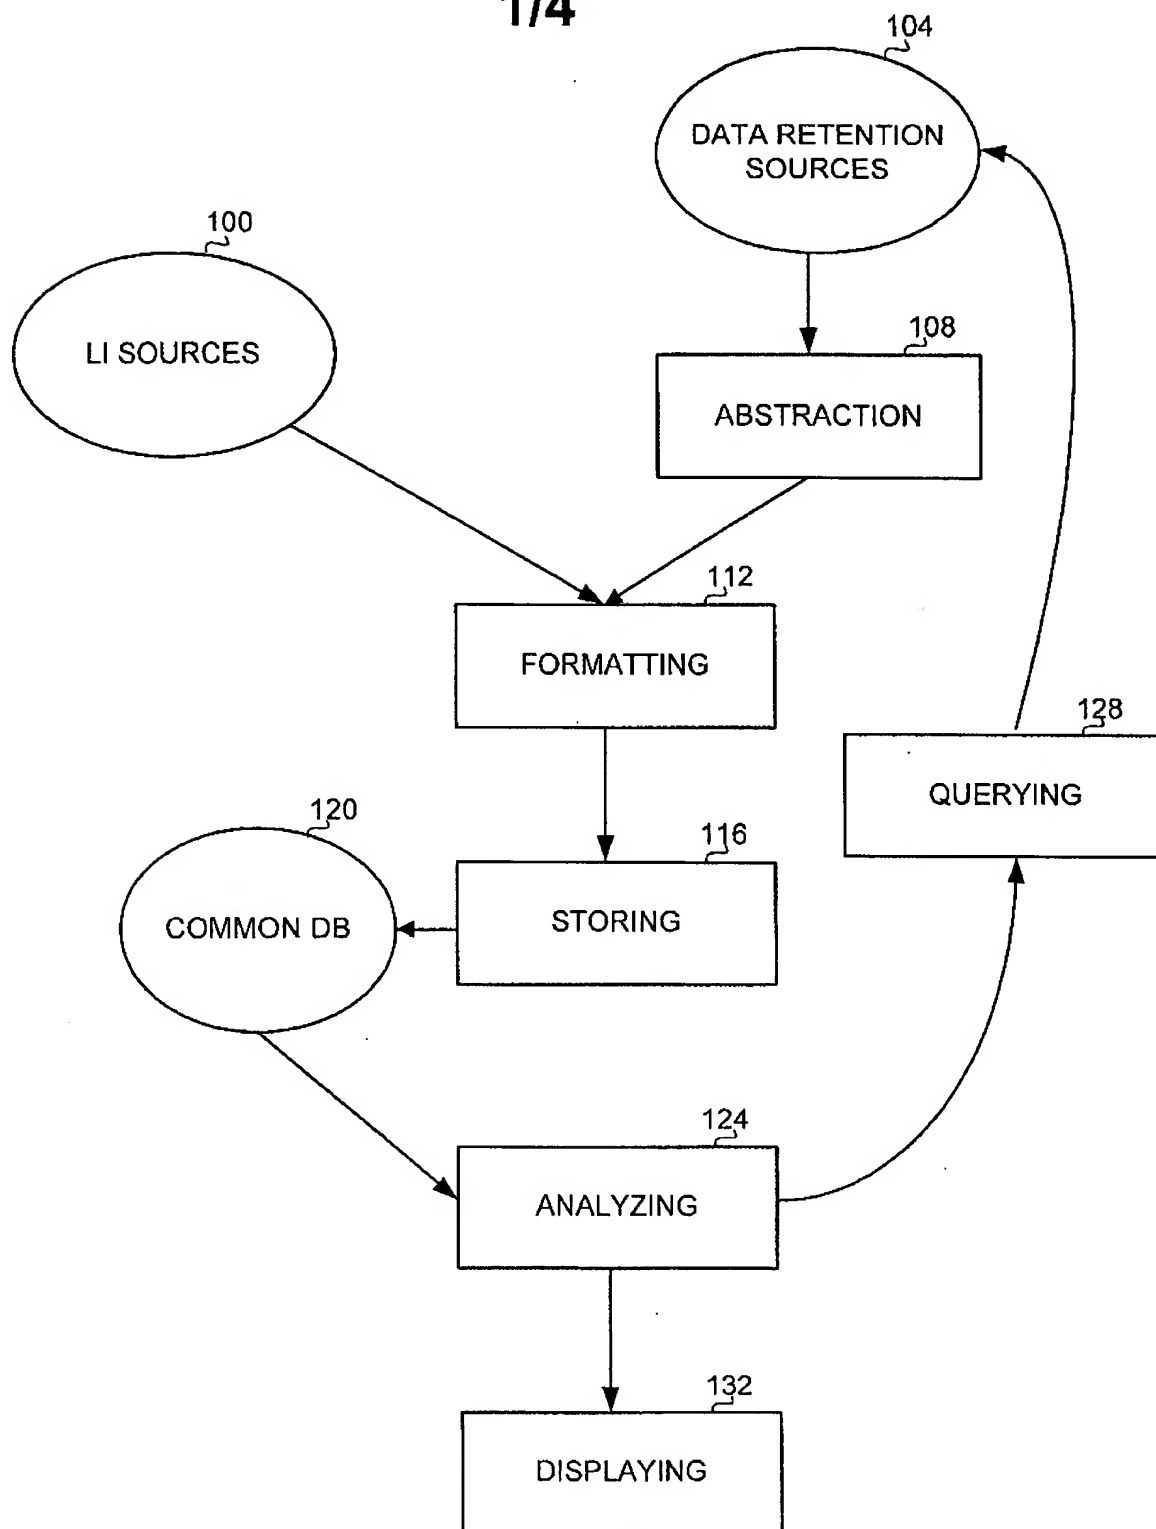 1/4
104
DATA RETENTION
SOURCES
100
LI SOURCES
108
ABSTRACTION
112
FORMATTING
128
QUERYING
120
COMMON DB
116
STORING
124
ANALYZING
132
DISPLAYING